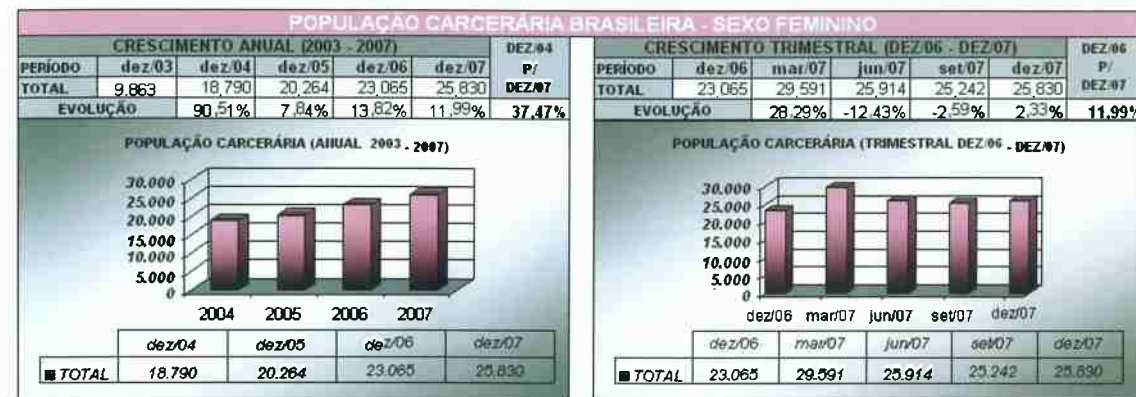 POPULAÇÃO CARCERÁRIA BRASILEIRA - SEXO FEMININO
CRESCIMENTO ANUAL (2003 - 2007) DEZ/04 P/ DEZ/07
PERÍODO dez/03 dez/04 dez/05 dez/06 dez/07
TOTAL 9.863 18.790 20.264 23.065 25.830
EVOLUÇÃO 90,51% 7,84% 13,82% 11,99% 37,47%
POPULAÇÃO CARCERÁRIA (ANUAL 2003 - 2007)
30.000
25.000
20.000
15.000
10.000
5.000
0
2004 2005 2006 2007
dez/04 dez/05 dez/06 dez/07
TOTAL 18.790 20.264 23.065 25.830
CRESCIMENTO TRIMESTRAL (DEZ/06 - DEZ/07) DEZ/06 P/ DEZ/07
PERÍODO dez/06 mar/07 jun/07 set/07 dez/07
TOTAL 23.065 29.591 25.914 25.242 25.830
EVOLUÇÃO 28,29% -12,43% -2,59% 2,33% 11,99%
POPULAÇÃO CARCERÁRIA (TRIMESTRAL DEZ/06 - DEZ/07)
30.000
25.000
20.000
15.000
10.000
5.000
0
dez/06 mar/07 jun/07 set/07 dez/07
dez/06 mar/07 jun/07 set/07 dez/07
TOTAL 23.065 29.591 25.914 25.242 25.830